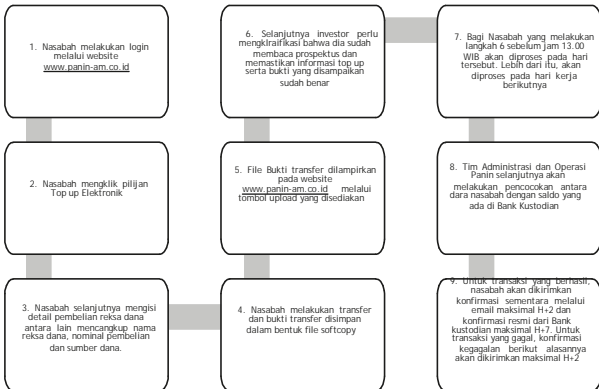 1. Nasabah melakukan login
melalui website
www.panin-am.co.id
2. Nasabah mengklik pilijan
Top up Elektronik
3. Nasabah selanjutnya mengisi
detail pembelian reksa dana
antara lain mencangkup nama
reksa dana, nominal pembelian
dan sumber dana.
4. Nasabah melakukan transfer
dan bukti transfer disimpan
dalam bentuk file softcopy
5. File Bukti transfer dilampirkan
pada website
www.panin-am.co.id melalui
tombol upload yang disediakan
6. Selanjutnya investor perlu
mengklraifikasi bahwa dia sudah
membaca prospektus dan
memastikan informasi top up
serta bukti yang disampaikan
sudah benar
7. Bagi Nasabah yang melakukan
langkah 6 sebelum jam 13.00
WIB akan diproses pada hari
tersebut. Lebih dari itu, akan
diproses pada hari kerja
berikutnya
8. Tim Administrasi dan Operasi
Panin selanjutnya akan
melakukan pencocokan antara
dara nasabah dengan saldo yang
ada di Bank Kustodian
9. Untuk transaksi yang berhasil,
nasabah akan dikirimkan
konfirmasi sementara melalui
email maksimal H+2 dan
konfirmasi resmi dari Bank
kustodian maksimal H+7. Untuk
transaksi yang gagal, konfirmasi
kegagalan berikut alasannya
akan dikirimkan maksimal H+2